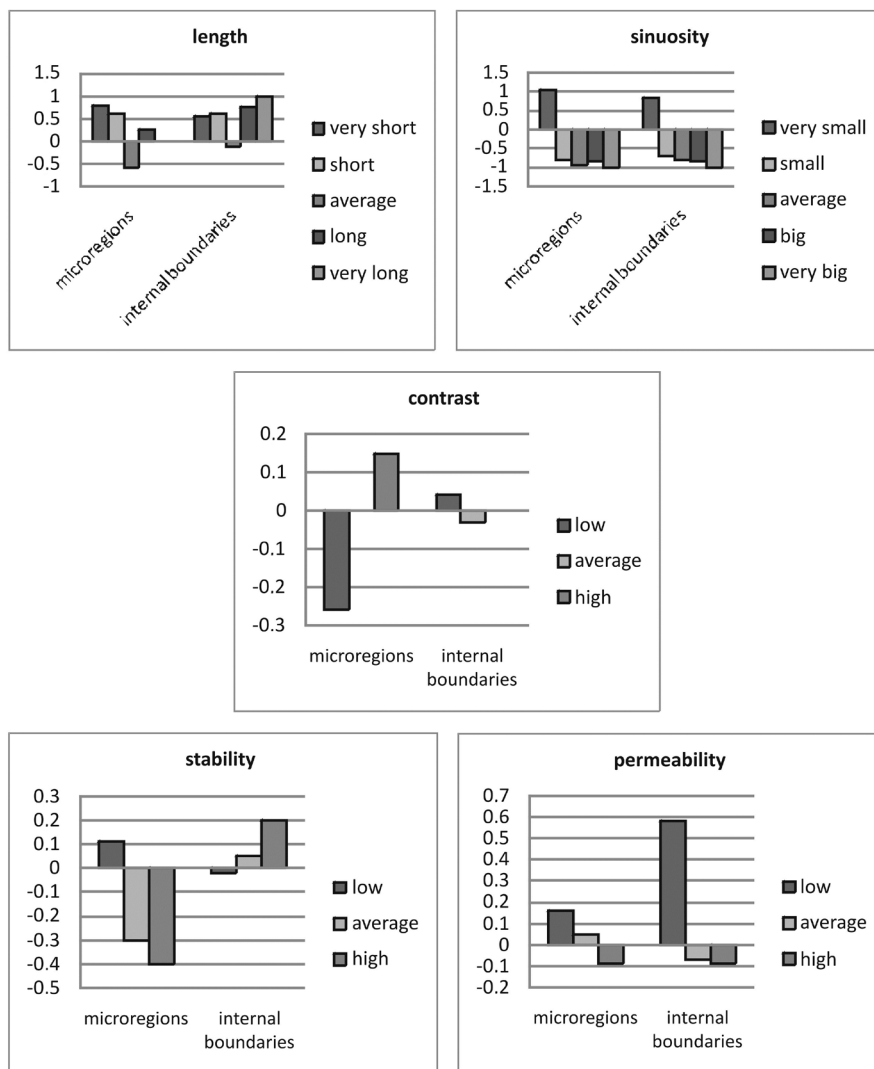 length
1.5
1
0.5
0
-0.5
-1
microregions
internal boundaries
very short
short
average
long
very long
sinuosity
1.5
1
0.5
0
-0.5
-1
-1.5
microregions
internal boundaries
very small
small
average
big
very big
contrast
0.2
0.1
0
-0.1
-0.2
-0.3
microregions
internal
boundaries
low
average
high
stability
0.3
0.2
0.1
0
-0.1
-0.2
-0.3
-0.4
-0.5
microregions
internal
boundaries
low
average
high
permeability
0.7
0.6
0.5
0.4
0.3
0.2
0.1
0
-0.1
-0.2
microregions
internal
boundaries
low
average
high